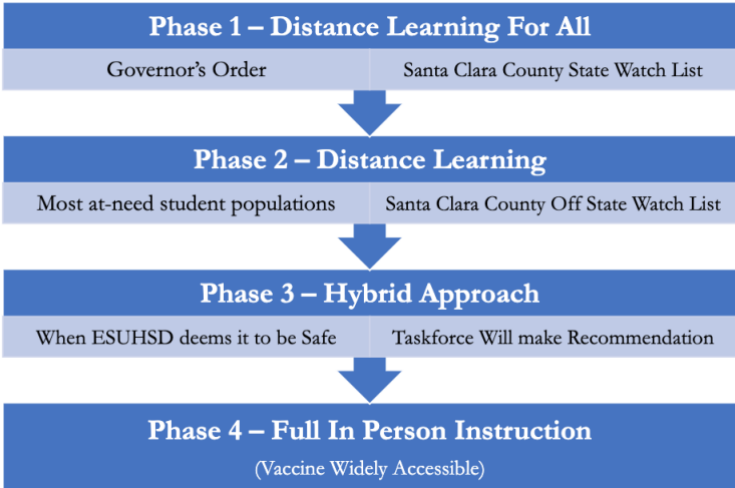 Phase 1 – Distance Learning For All
Governor's Order
Santa Clara County State Watch List
Phase 2 – Distance Learning
Most at-need student populations
Santa Clara County Off State Watch List
Phase 3 – Hybrid Approach
When ESUHSD deems it to be Safe
Taskforce Will make Recommendation
Phase 4 – Full In Person Instruction
(Vaccine Widely Accessible)